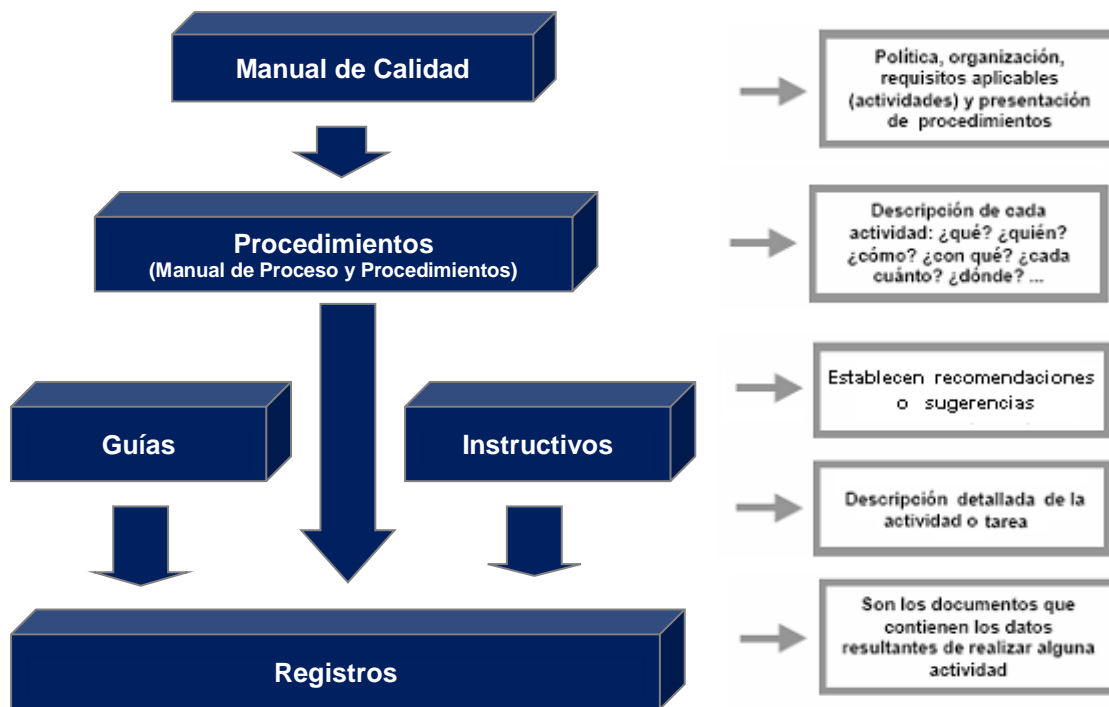 Manual de Calidad
Política, organización,
requisitos aplicables
(actividades) y presentación
de procedimientos
Procedimientos
(Manual de Proceso y Procedimientos)
Descripción de cada
actividad: ¿qué? ¿quién?
¿cómo? ¿con qué? ¿cada
cuánto? ¿dónde? ...
Establecen recomendaciones
o sugerencias
Guías
Instructivos
Descripción detallada de la
actividad o tarea
Registros
Son los documentos que
contienen los datos
resultantes de realizar alguna
actividad